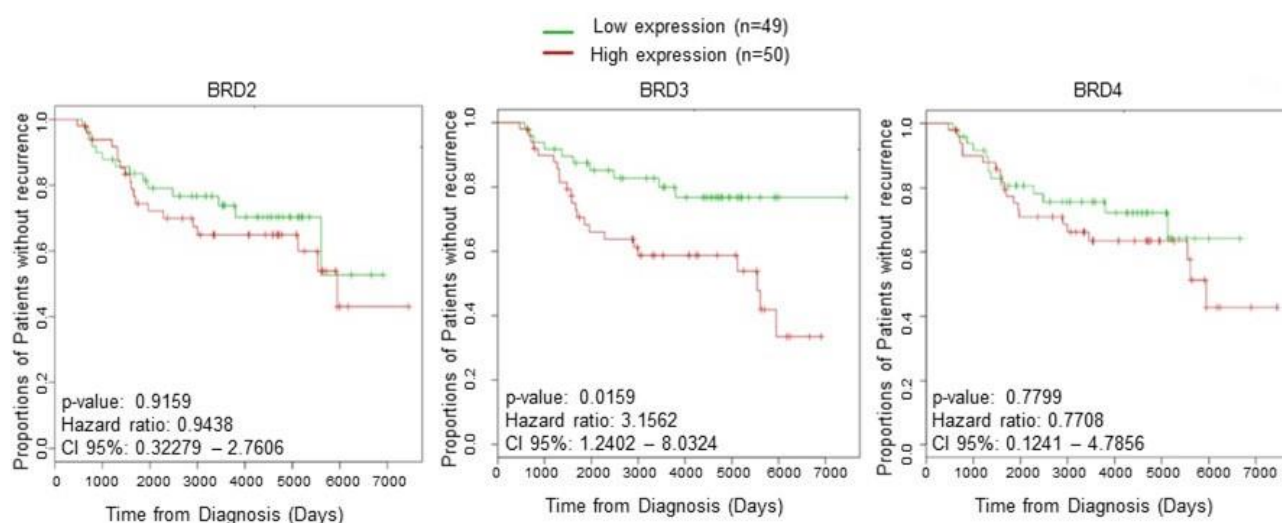 Low expression (n=49)
High expression (n=50)
BRD2
Proportions of Patients without recurrence
1.0
0.8
0.6
0.4
0.2
0.0
p-value: 0.9159
Hazard ratio: 0.9438
CI 95%: 0.32279 – 2.7606
0 1000 2000 3000 4000 5000 6000 7000
Time from Diagnosis (Days)
BRD3
Proportions of Patients without recurrence
1.0
0.8
0.6
0.4
0.2
0.0
p-value: 0.0159
Hazard ratio: 3.1562
CI 95%: 1.2402 – 8.0324
0 1000 2000 3000 4000 5000 6000 7000
Time from Diagnosis (Days)
BRD4
Proportions of Patients without recurrence
1.0
0.8
0.6
0.4
0.2
0.0
p-value: 0.7799
Hazard ratio: 0.7708
CI 95%: 0.1241 – 4.7856
0 1000 2000 3000 4000 5000 6000 7000
Time from Diagnosis (Days)